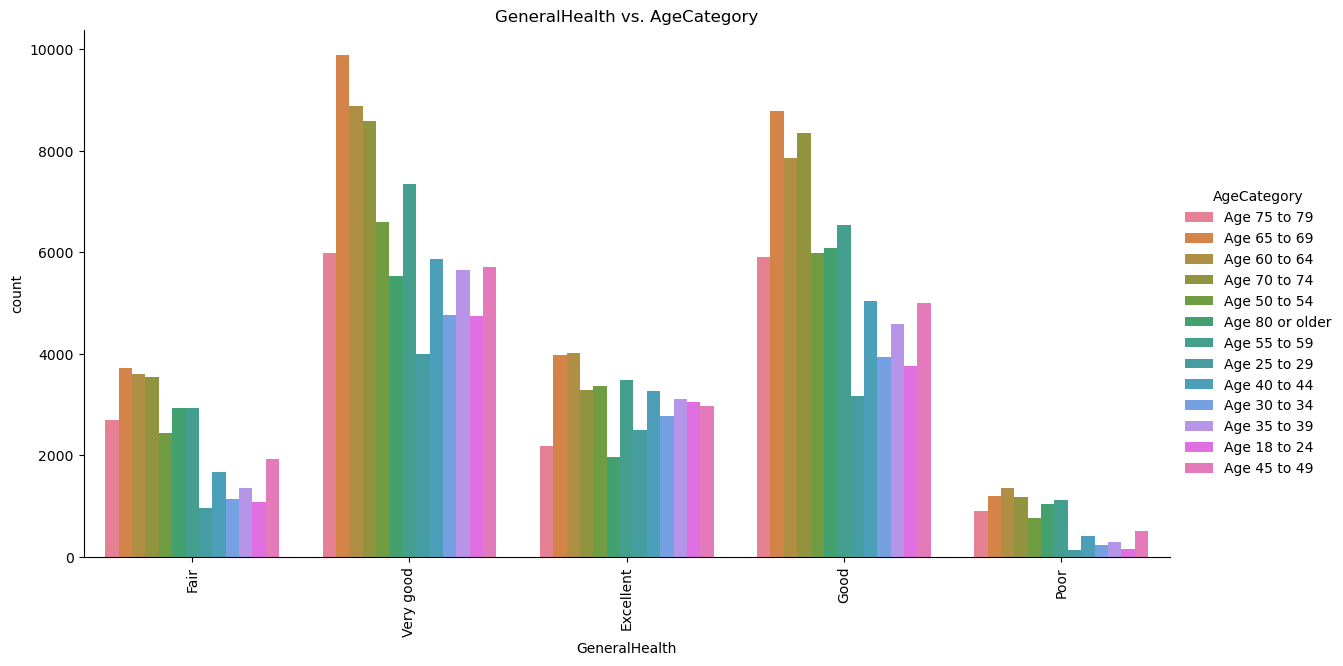 GeneralHealth vs. AgeCategory
10000
8000
6000
4000
2000
0
count
Fair
Very good
Excellent
Good
Poor
GeneralHealth
AgeCategory
Age 75 to 79
Age 65 to 69
Age 60 to 64
Age 70 to 74
Age 50 to 54
Age 80 or older
Age 55 to 59
Age 25 to 29
Age 40 to 44
Age 30 to 34
Age 35 to 39
Age 18 to 24
Age 45 to 49